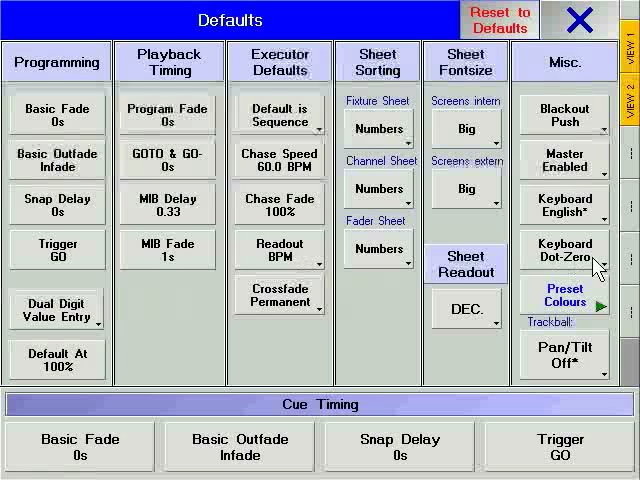 Defaults
Reset to
Defaults
Programming
Basic Fade
0s
Basic Outfade
Infade
Snap Delay
0s
Trigger
GO
Dual Digit
Value Entry
Default At
100%
Playback
Timing
Program Fade
0s
GOTO & GO-
0s
MIB Delay
0.33
MIB Fade
1s
Executor
Defaults
Default is
Sequence
Chase Speed
60.0 BPM
Chase Fade
100%
Readout
BPM
Crossfade
Permanent
Sheet
Sorting
Fixture Sheet
Numbers
Channel Sheet
Numbers
Fader Sheet
Numbers
Sheet
Fontsize
Screens intern
Big
Screens extern
Big
Sheet
Readout
DEC.
Misc.
Blackout
Push
Master
Enabled
Keyboard
English*
Keyboard
Dot-Zero
Preset
Colours
Trackball:
Pan/Tilt
Off*
VIEW 1
VIEW 2
Cue Timing
Basic Fade
0s
Basic Outfade
Infade
Snap Delay
0s
Trigger
GO